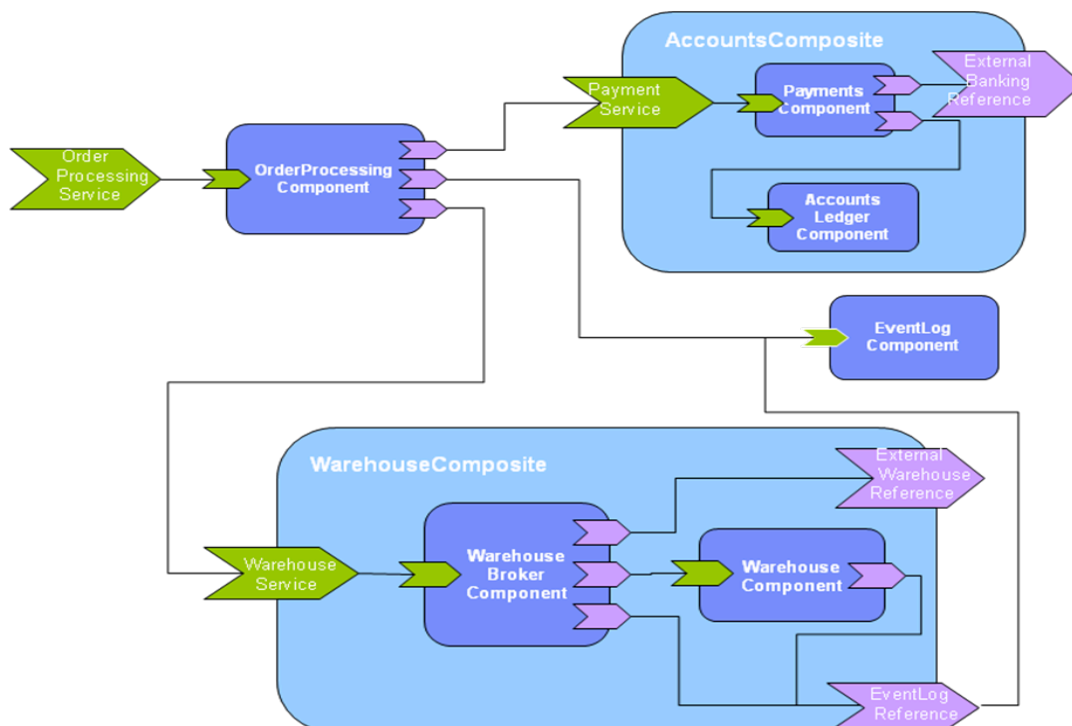 AccountsComposite
External
Banking
Reference
Payment
Service
Payments
Component
Order
Processing
Service
OrderProcessing
Component
Accounts
Ledger
Component
EventLog
Component
WarehouseComposite
External
Warehouse
Reference
Warehouse
Service
Warehouse
Broker
Component
Warehouse
Component
EventLog
Reference